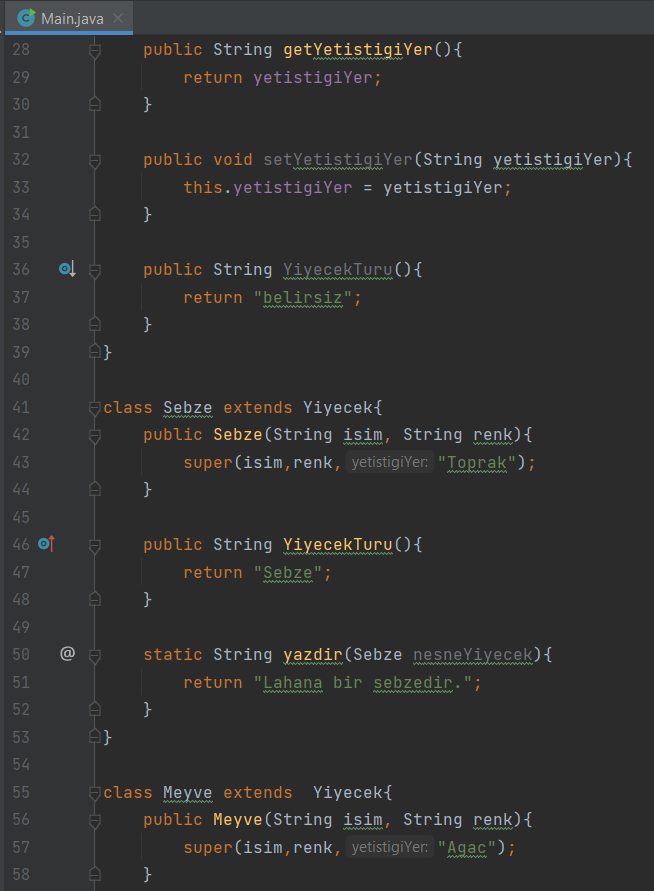 Main.java
28 public String getYetistigiYer(){
29 return yetistigiYer;
30 }
31
32 public void setYetistigiYer(String yetistigiYer){
33 this.yetistigiYer = yetistigiYer;
34 }
35
36 public String YiyecekTuru(){
37 return "belirsiz";
38 }
39 }
40
41 class Sebze extends Yiyecek{
42 public Sebze(String isim, String renk){
43 super(isim,renk, yetistigiYer: "Toprak");
44 }
45
46 public String YiyecekTuru(){
47 return "Sebze";
48 }
49
50 @ static String yazdir(Sebze nesneYiyecek){
51 return "Lahana bir sebzedir.";
52 }
53 }
54
55 class Meyve extends  Yiyecek{
56 public Meyve(String isim, String renk){
57 super(isim,renk, yetistigiYer: "Agac");
58 }